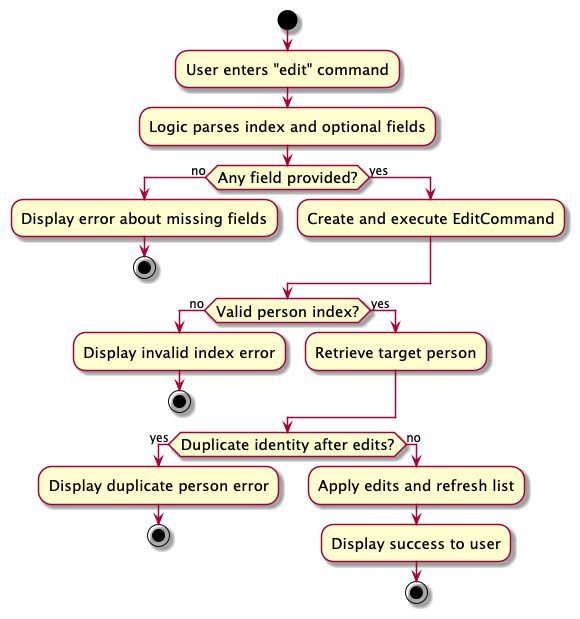 User enters "edit" command
Logic parses index and optional fields
no
Any field provided?
yes
Display error about missing fields
Create and execute EditCommand
no
Valid person index?
yes
Display invalid index error
Retrieve target person
yes
Duplicate identity after edits?
no
Display duplicate person error
Apply edits and refresh list
Display success to user